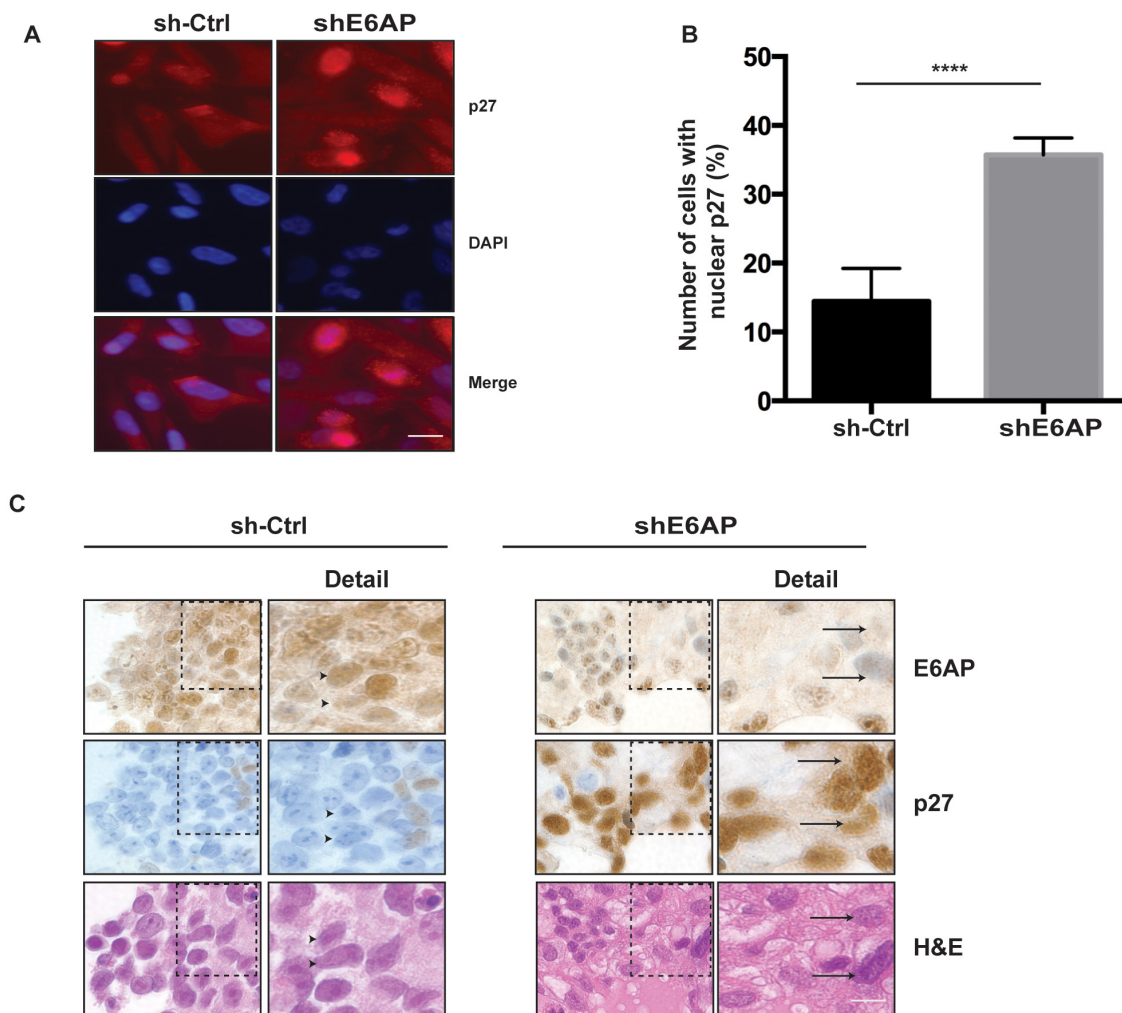 A
sh-Ctrl
shE6AP
p27
DAPI
Merge
B
Number of cells with
nuclear p27 (%)
50
40
30
20
10
0
****
sh-Ctrl
shE6AP
C
sh-Ctrl
shE6AP
Detail
Detail
E6AP
p27
H&E